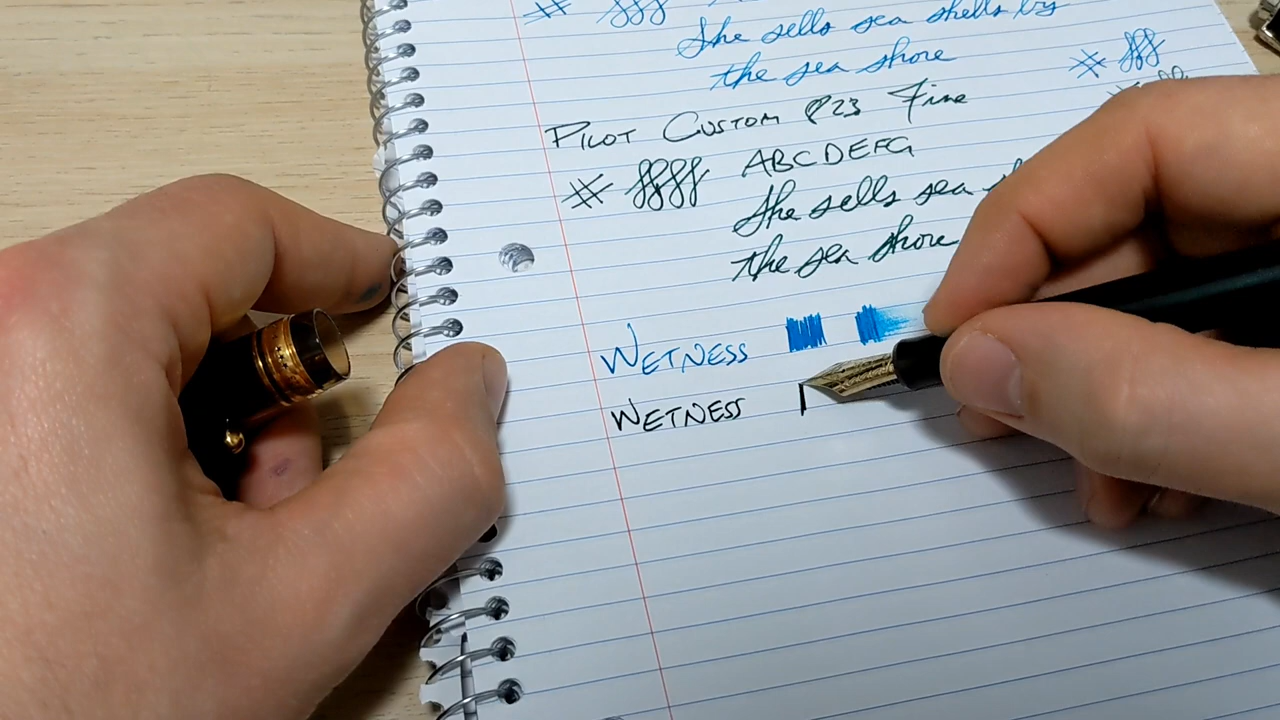 She sells sea shells by
the sea shore
PILOT CUSTOM 823 Fine
ABCDEFG
She sells sea
the sea shore
WETNESS
WETNESS